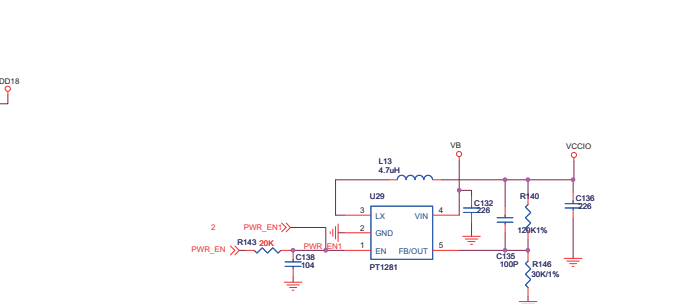 DD18
VB
VCCIO
L13
4.7uH
U29
R140
C136
226
C132
226
3
LX
VIN
4
2
PWR_EN1
2
GND
120K1%
R143
20K
PWR_EN
PWR_EN1
1
EN
FB/OUT
5
C138
104
PT1281
C135
100P
R146
30K/1%